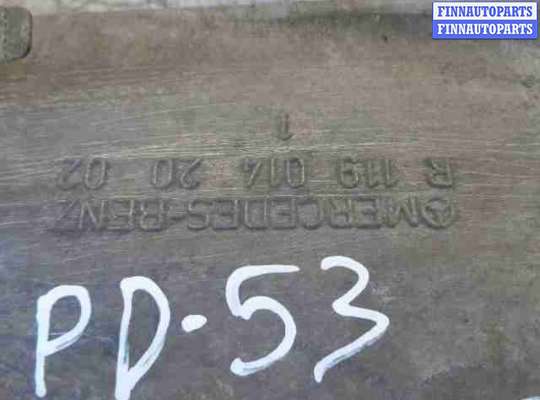 FINNAUTOPARTS
FINNAUTOPARTS
MERCEDES-BENZ
R 119 014 20 02
1
PD-53